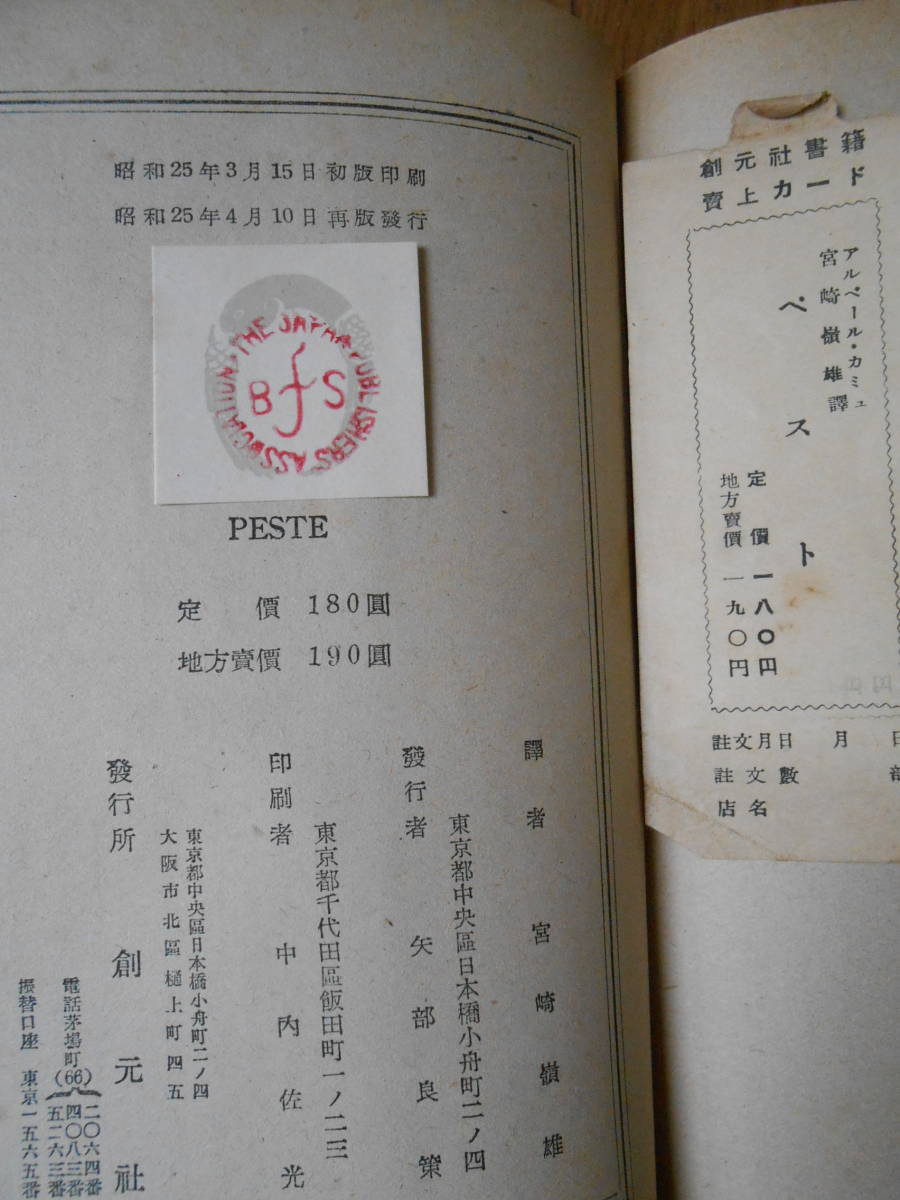 昭和25年3月15日初版印刷
昭和25年4月10日再版發行
THE JAPAN PUBLISHERS ASSOCIATION
BfS
PESTE
定價 180圓
地方賣價 190圓
譯者 宮崎嶺雄
東京都中央區日本橋小舟町二ノ四
發行者 矢部良策
東京都千代田區飯田町一ノ二三
印刷者 中内佐光
東京都中央區日本橋小舟町二ノ四
大阪市北區樋上町四五
發行所 創元社
電話茅場町(66)二〇六四番
四〇八三番
五二六三番
振替口座 東京一五六五番
創元社書籍
賣上カード
アルベール・カミュ
宮崎嶺雄譯
ペスト
定價一八〇円
地方賣價一九〇円
註文月日 月 日
註文數 部
店名